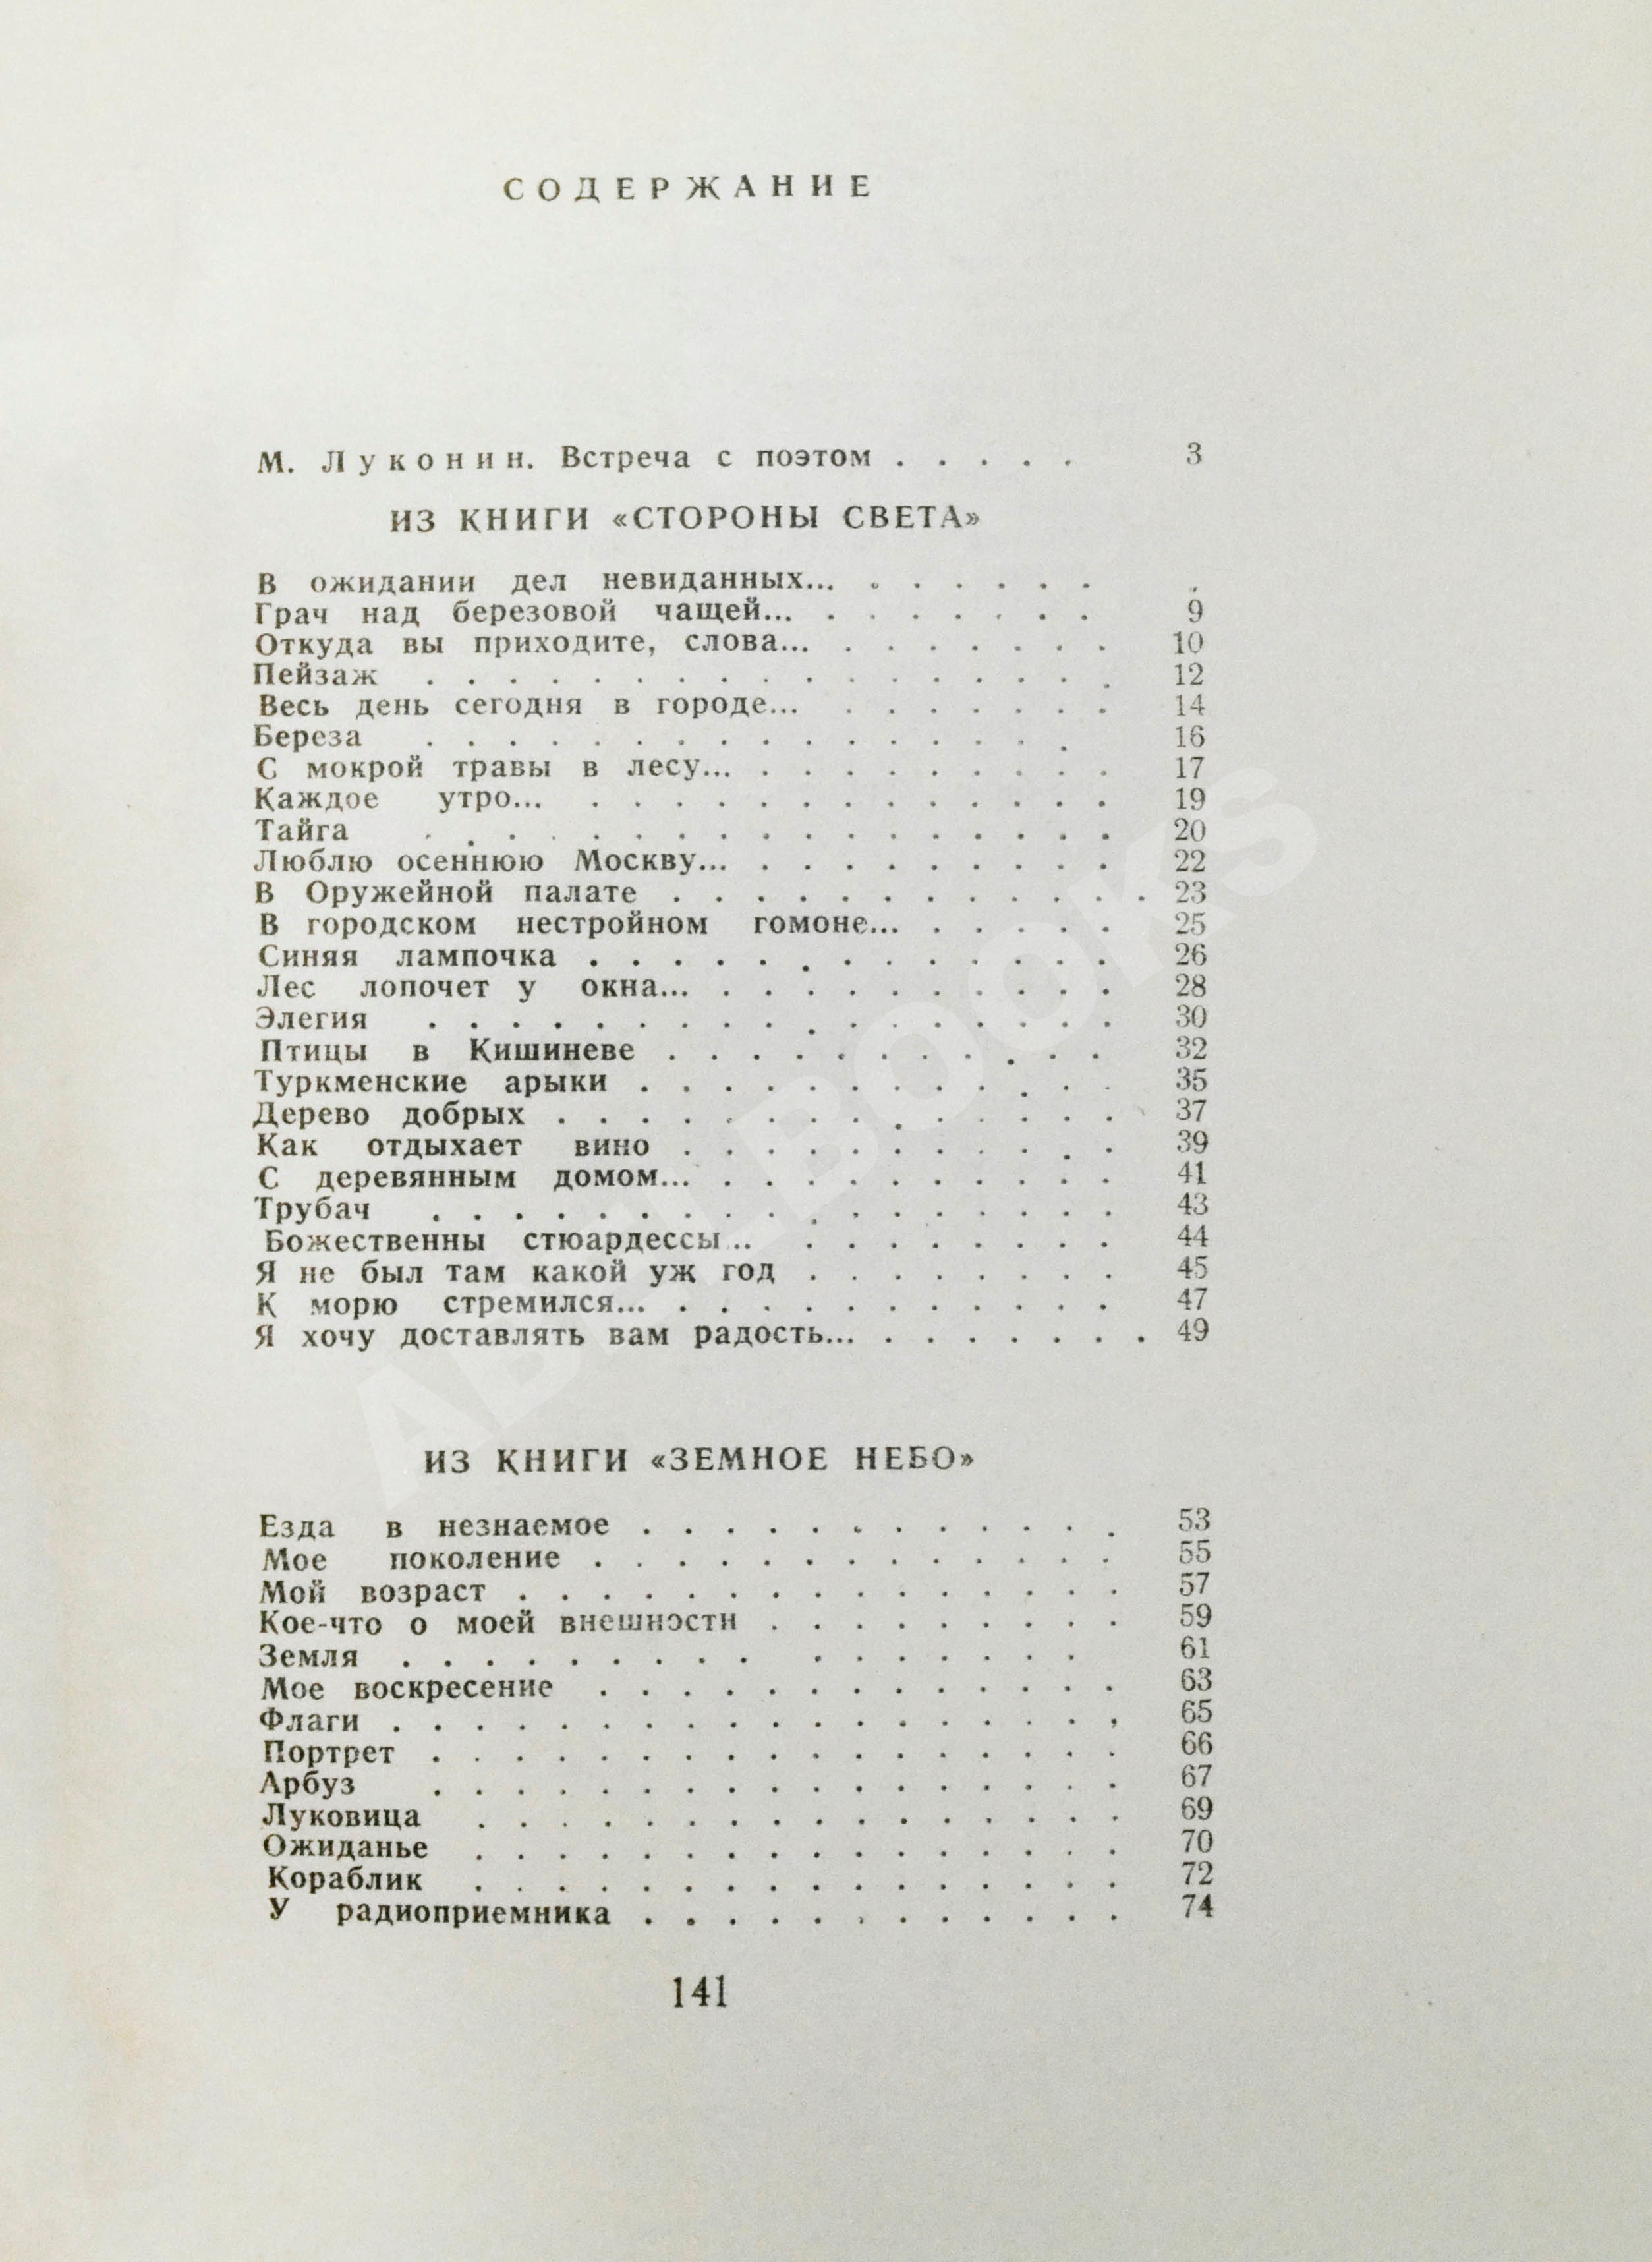 СОДЕРЖАНИЕ
М. Луконин. Встреча с поэтом . . . . . 3
ИЗ КНИГИ «СТОРОНЫ СВЕТА»
В ожидании дел невиданных... . . . . . .
Грач над березовой чащей... . . . . . . . 9
Откуда вы приходите, слова... . . . . . . . 10
Пейзаж . . . . . . . . . . . . . . . . . 12
Весь день сегодня в городе... . . . . . . . 14
Береза . . . . . . . . . . . . . . . . 16
С мокрой травы в лесу... . . . . . . . . . 17
Каждое утро... . . . . . . . . . . . . . 19
Тайга . . . . . . . . . . . . . . . . . 20
Люблю осеннюю Москву... . . . . . . . . . 22
В Оружейной палате . . . . . . . . . . . . 23
В городском нестройном гомоне... . . . . . 25
Синяя лампочка . . . . . . . . . . . . . 26
Лес лопочет у окна... . . . . . . . . . . 28
Элегия . . . . . . . . . . . . . . . . . 30
Птицы в Кишиневе . . . . . . . . . . . 32
Туркменские арыки . . . . . . . . . . . . 35
Дерево добрых . . . . . . . . . . . . . . 37
Как отдыхает вино . . . . . . . . . . . 39
С деревянным домом... . . . . . . . . . . 41
Трубач . . . . . . . . . . . . . . . . . 43
Божественны стюардессы... . . . . . . . . 44
Я не был там какой уж год . . . . . . . . 45
К морю стремился... . . . . . . . . . . . 47
Я хочу доставлять вам радость... . . . . . . . 49
ИЗ КНИГИ «ЗЕМНОЕ НЕБО»
Езда в незнаемое . . . . . . . . . . . . 53
Мое поколение . . . . . . . . . . . . . 55
Мой возраст . . . . . . . . . . . . . . . 57
Кое-что о моей внешности . . . . . . . . . 59
Земля . . . . . . . . . . . . . . . . 61
Мое воскресение . . . . . . . . . . . . . 63
Флаги . . . . . . . . . . . . . . . . . . 65
Портрет . . . . . . . . . . . . . . . . . 66
Арбуз . . . . . . . . . . . . . . . . . 67
Луковица . . . . . . . . . . . . . . . . 69
Ожиданье . . . . . . . . . . . . . . . . 70
Кораблик . . . . . . . . . . . . . . . . 72
У радиоприемника . . . . . . . . . . . . 74
141